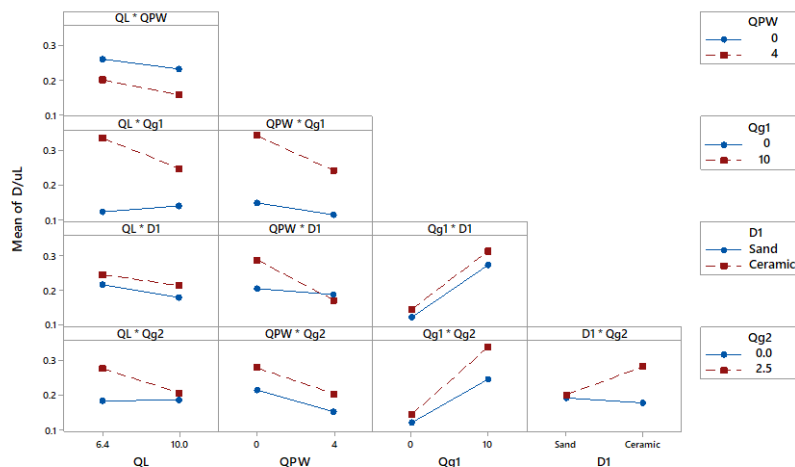 QL * QPW
0.3
0.2
0.1
QL * Qg1
QPW * Qg1
0.3
0.2
0.1
QL * D1
QPW * D1
Qg1 * D1
0.3
0.2
0.1
QL * Qg2
QPW * Qg2
Qg1 * Qg2
D1 * Qg2
0.3
0.2
0.1
6.4
10.0
0
4
0
10
Sand
Ceramic
QL
QPW
Qg1
D1
Mean of D/uL
QPW
0
4
Qg1
0
10
D1
Sand
Ceramic
Qg2
0.0
2.5